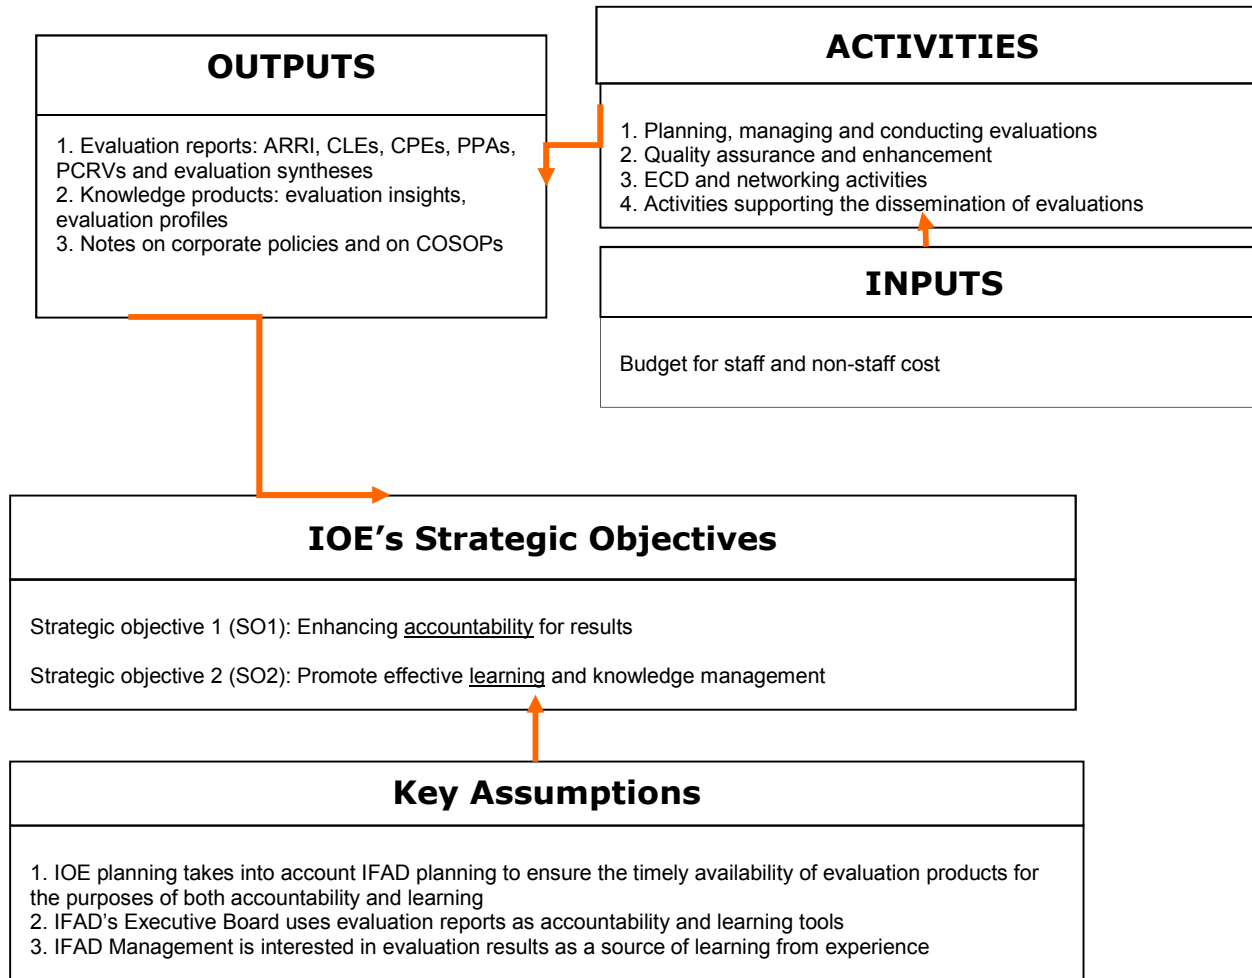 OUTPUTS
1. Evaluation reports: ARRI, CLEs, CPEs, PPAs,
PCRVs and evaluation syntheses
2. Knowledge products: evaluation insights,
evaluation profiles
3. Notes on corporate policies and on COSOPs
ACTIVITIES
1. Planning, managing and conducting evaluations
2. Quality assurance and enhancement
3. ECD and networking activities
4. Activities supporting the dissemination of evaluations
INPUTS
Budget for staff and non-staff cost
IOE’s Strategic Objectives
Strategic objective 1 (SO1): Enhancing accountability for results
Strategic objective 2 (SO2): Promote effective learning and knowledge management
Key Assumptions
1. IOE planning takes into account IFAD planning to ensure the timely availability of evaluation products for
the purposes of both accountability and learning
2. IFAD’s Executive Board uses evaluation reports as accountability and learning tools
3. IFAD Management is interested in evaluation results as a source of learning from experience